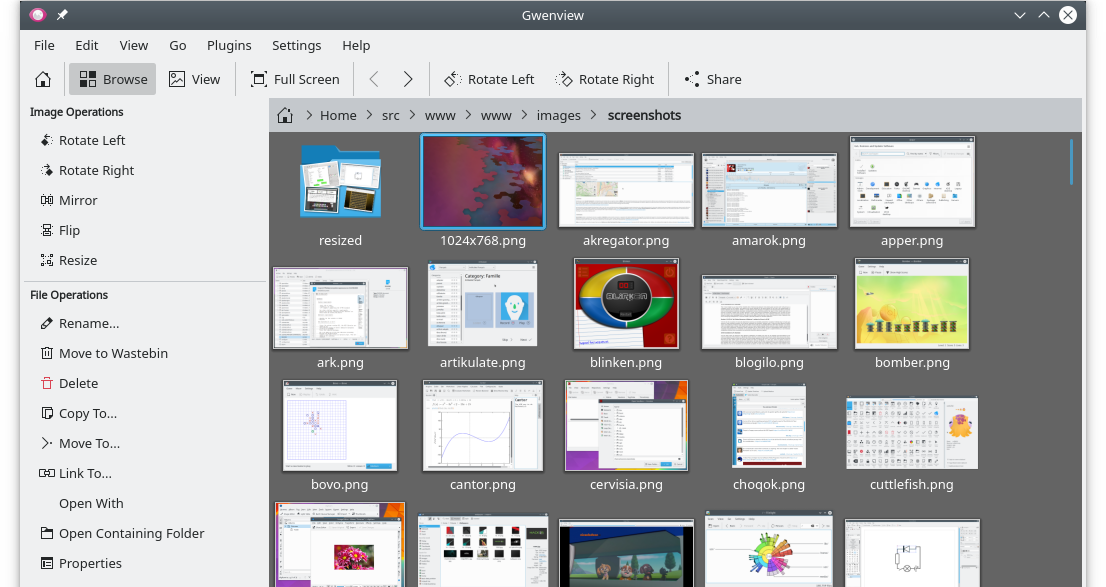 Gwenview
File Edit View Go Plugins Settings Help
Browse View Full Screen Rotate Left Rotate Right Share
Image Operations
Rotate Left
Rotate Right
Mirror
Flip
Resize
File Operations
Rename...
Move to Wastebin
Delete
Copy To...
Move To...
Link To...
Open With
Open Containing Folder
Properties
Home src www www images screenshots
resized 1024x768.png akregator.png amarok.png apper.png
Category: Famille
BLINKEN
ark.png artikulate.png blinken.png blogilo.png bomber.png
Cantor
bovo.png cantor.png cervisia.png choqok.png cuttlefish.png